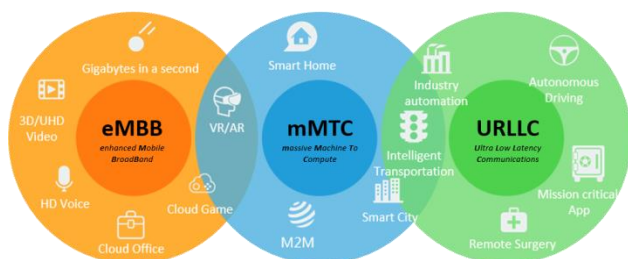 Gigabytes in a second
3D/UHD
Video
eMBB
enhanced Mobile
BroadBand
HD Voice
Cloud Office
Cloud Game
VR/AR
Smart Home
mMTC
massive Machine To
Compute
M2M
Smart City
Industry
automation
Intelligent
Transportation
URLLC
Ultra Low Latency
Communications
Autonomous
Driving
Mission critical
App
Remote Surgery